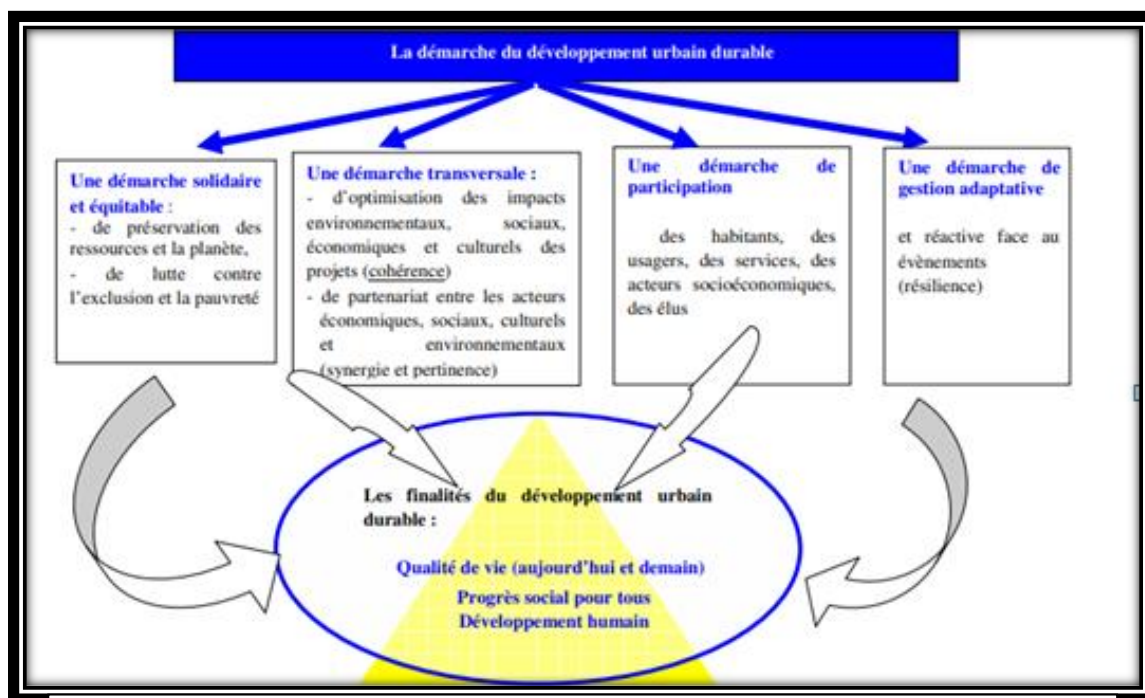 La démarche du développement urbain durable
Une démarche solidaire
et équitable :
- de préservation des
ressources et la planète,
- de lutte contre
l'exclusion et la pauvreté
Une démarche transversale :
- d'optimisation des impacts
environnementaux, sociaux,
économiques et culturels des
projets (cohérence)
- de partenariat entre les acteurs
économiques, sociaux, culturels
et environnementaux
(synergie et pertinence)
Une démarche de
participation
des habitants, des
usagers, des services, des
acteurs socioéconomiques,
des élus
Une démarche de
gestion adaptative
et réactive face au
évènements
(résilience)
Les finalités du développement urbain
durable :
Qualité de vie (aujourd'hui et demain)
Progrès social pour tous
Développement humain